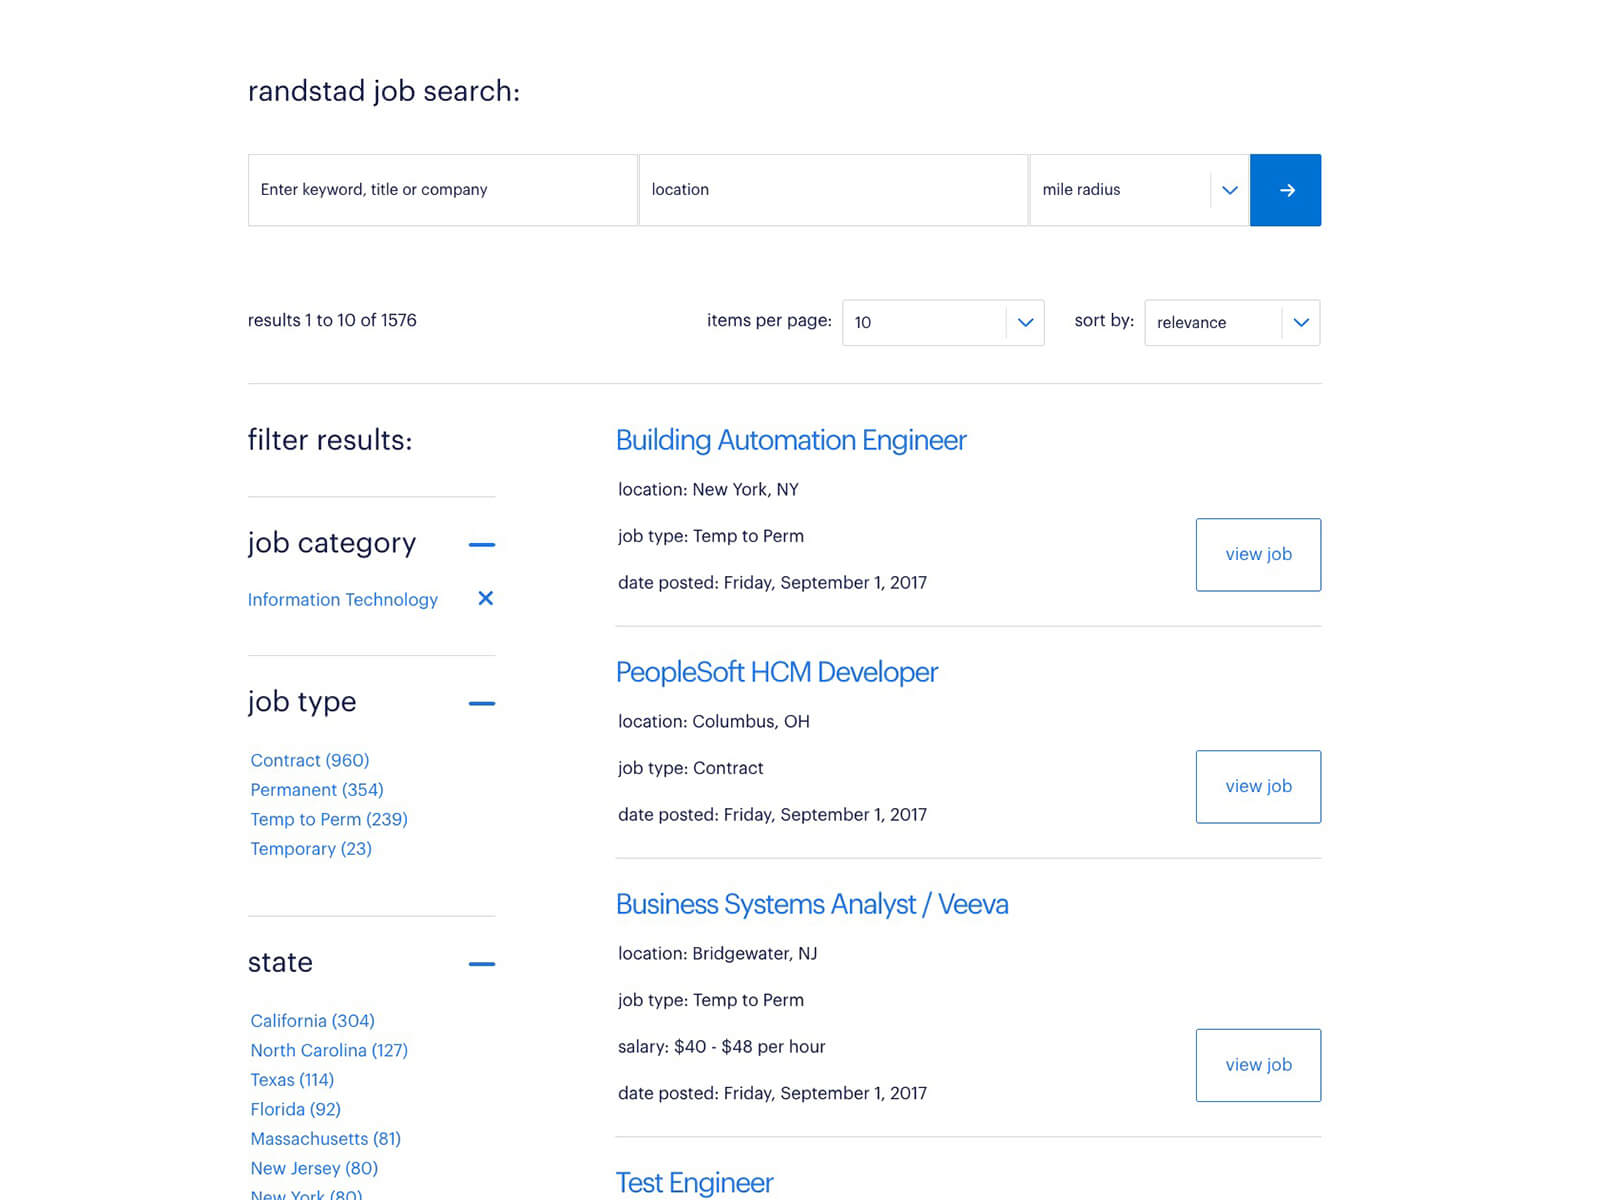 randstad job search:
Enter keyword, title or company
location
mile radius
results 1 to 10 of 1576
items per page:
10
sort by:
relevance
filter results:
job category
Information Technology
job type
Contract (960)
Permanent (354)
Temp to Perm (239)
Temporary (23)
state
California (304)
North Carolina (127)
Texas (114)
Florida (92)
Massachusetts (81)
New Jersey (80)
New York (80)
Building Automation Engineer
location: New York, NY
job type: Temp to Perm
date posted: Friday, September 1, 2017
view job
PeopleSoft HCM Developer
location: Columbus, OH
job type: Contract
date posted: Friday, September 1, 2017
view job
Business Systems Analyst / Veeva
location: Bridgewater, NJ
job type: Temp to Perm
salary: $40 - $48 per hour
date posted: Friday, September 1, 2017
view job
Test Engineer